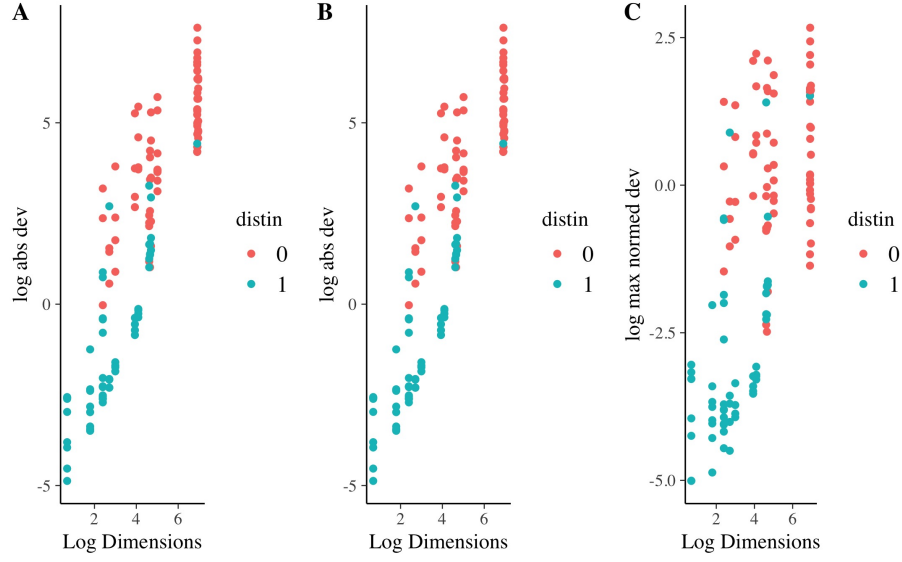 A
log abs dev
5
0
-5
2 4 6
Log Dimensions
distin
0
1
B
log abs dev
5
0
-5
2 4 6
Log Dimensions
distin
0
1
C
log max normed dev
2.5
0.0
-2.5
-5.0
2 4 6
Log Dimensions
distin
0
1